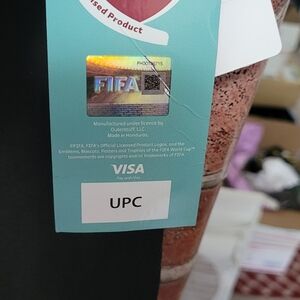 ised Product
FIFA
Manufactured under licence by
Outerstuff, LLC.
Made in Honduras.
©FIFA, FIFA's Official Licensed Product Logos, and the
Emblems, Mascots, Posters and Trophies of the FIFA World Cup™
tournaments are copyrights and/or trademarks of FIFA.
VISA
UPC